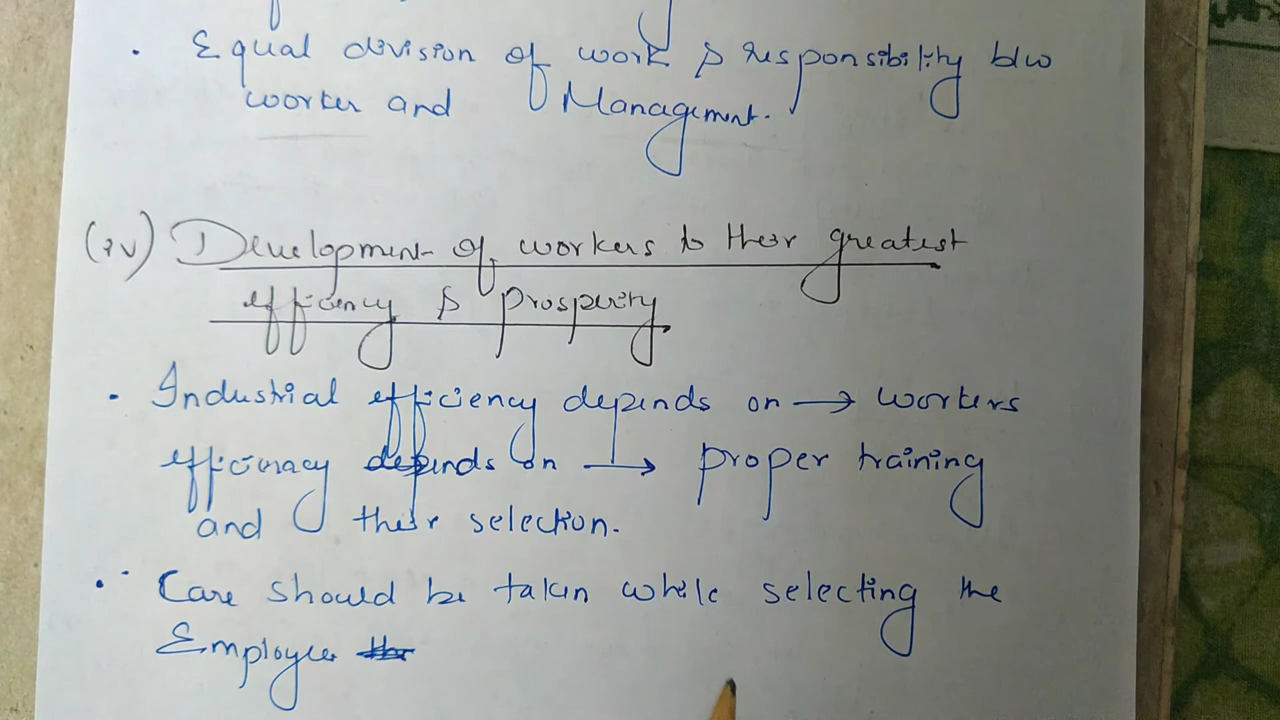 • Equal division of work & responsibility b/w
worker and Management.
(iv) Development of workers to their greatest
efficiency & prosperity
• Industrial efficiency depends on → workers
efficinacy depends on → proper training
and their selection.
• Care should be taken while selecting the
Employee